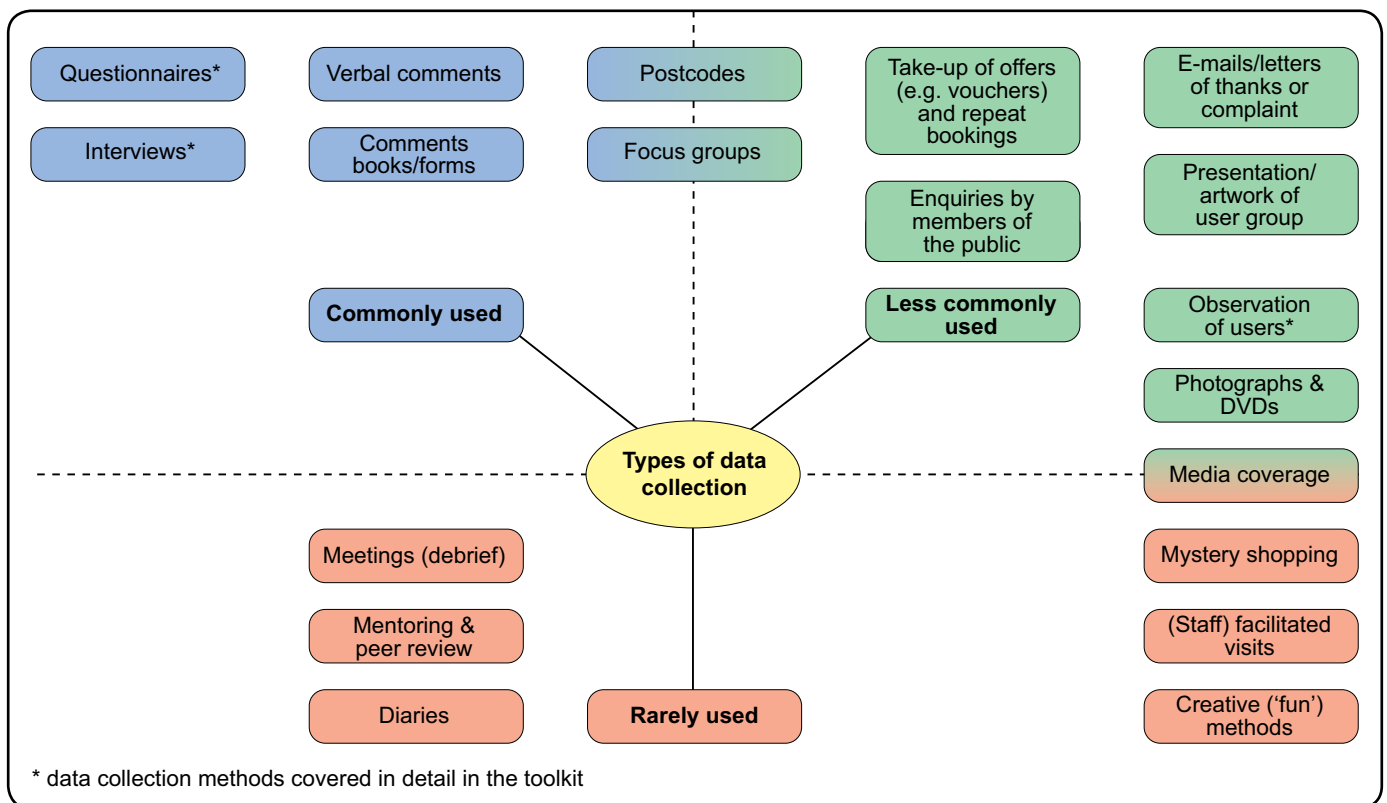 Questionnaires*
Interviews*
Verbal comments
Comments
books/forms
Postcodes
Focus groups
Take-up of offers
(e.g. vouchers)
and repeat
bookings
Enquiries by
members of
the public
E-mails/letters
of thanks or
complaint
Presentation/
artwork of
user group
Commonly used
Less commonly
used
Observation
of users*
Photographs &
DVDs
Types of data
collection
Media coverage
Meetings (debrief)
Mentoring &
peer review
Diaries
Rarely used
Mystery shopping
(Staff) facilitated
visits
Creative (‘fun’)
methods
* data collection methods covered in detail in the toolkit